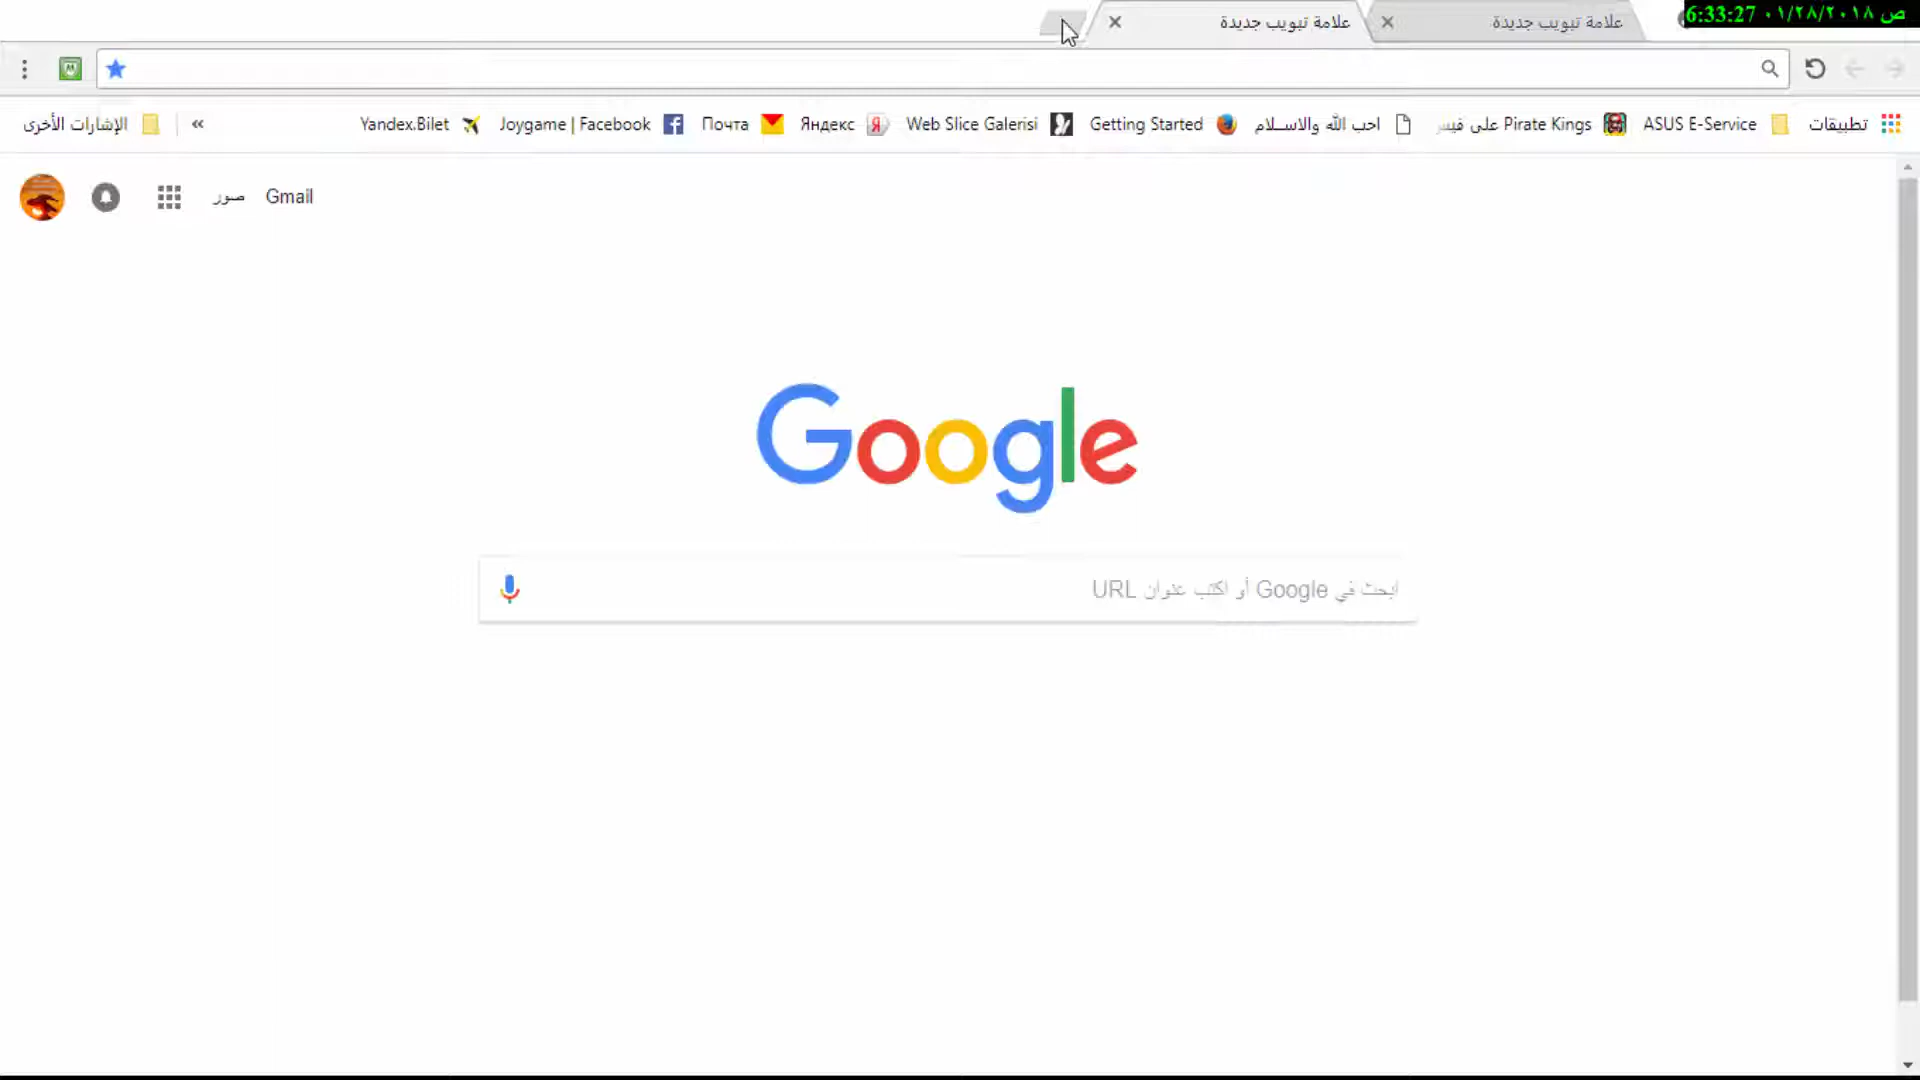 ص 6:33:27 ٠١/٢٨/٢٠١٨
علامة تبويب جديدة
علامة تبويب جديدة
تطبيقات
ASUS E-Service
Pirate Kings على فيس
احب الله والاسـلام
Getting Started
Web Slice Galerisi
Яндекс
Почта
Joygame | Facebook
Yandex.Bilet
«
الإشارات الأخرى
Gmail
صور
Google
ابحث في Google أو اكتب عنوان URL